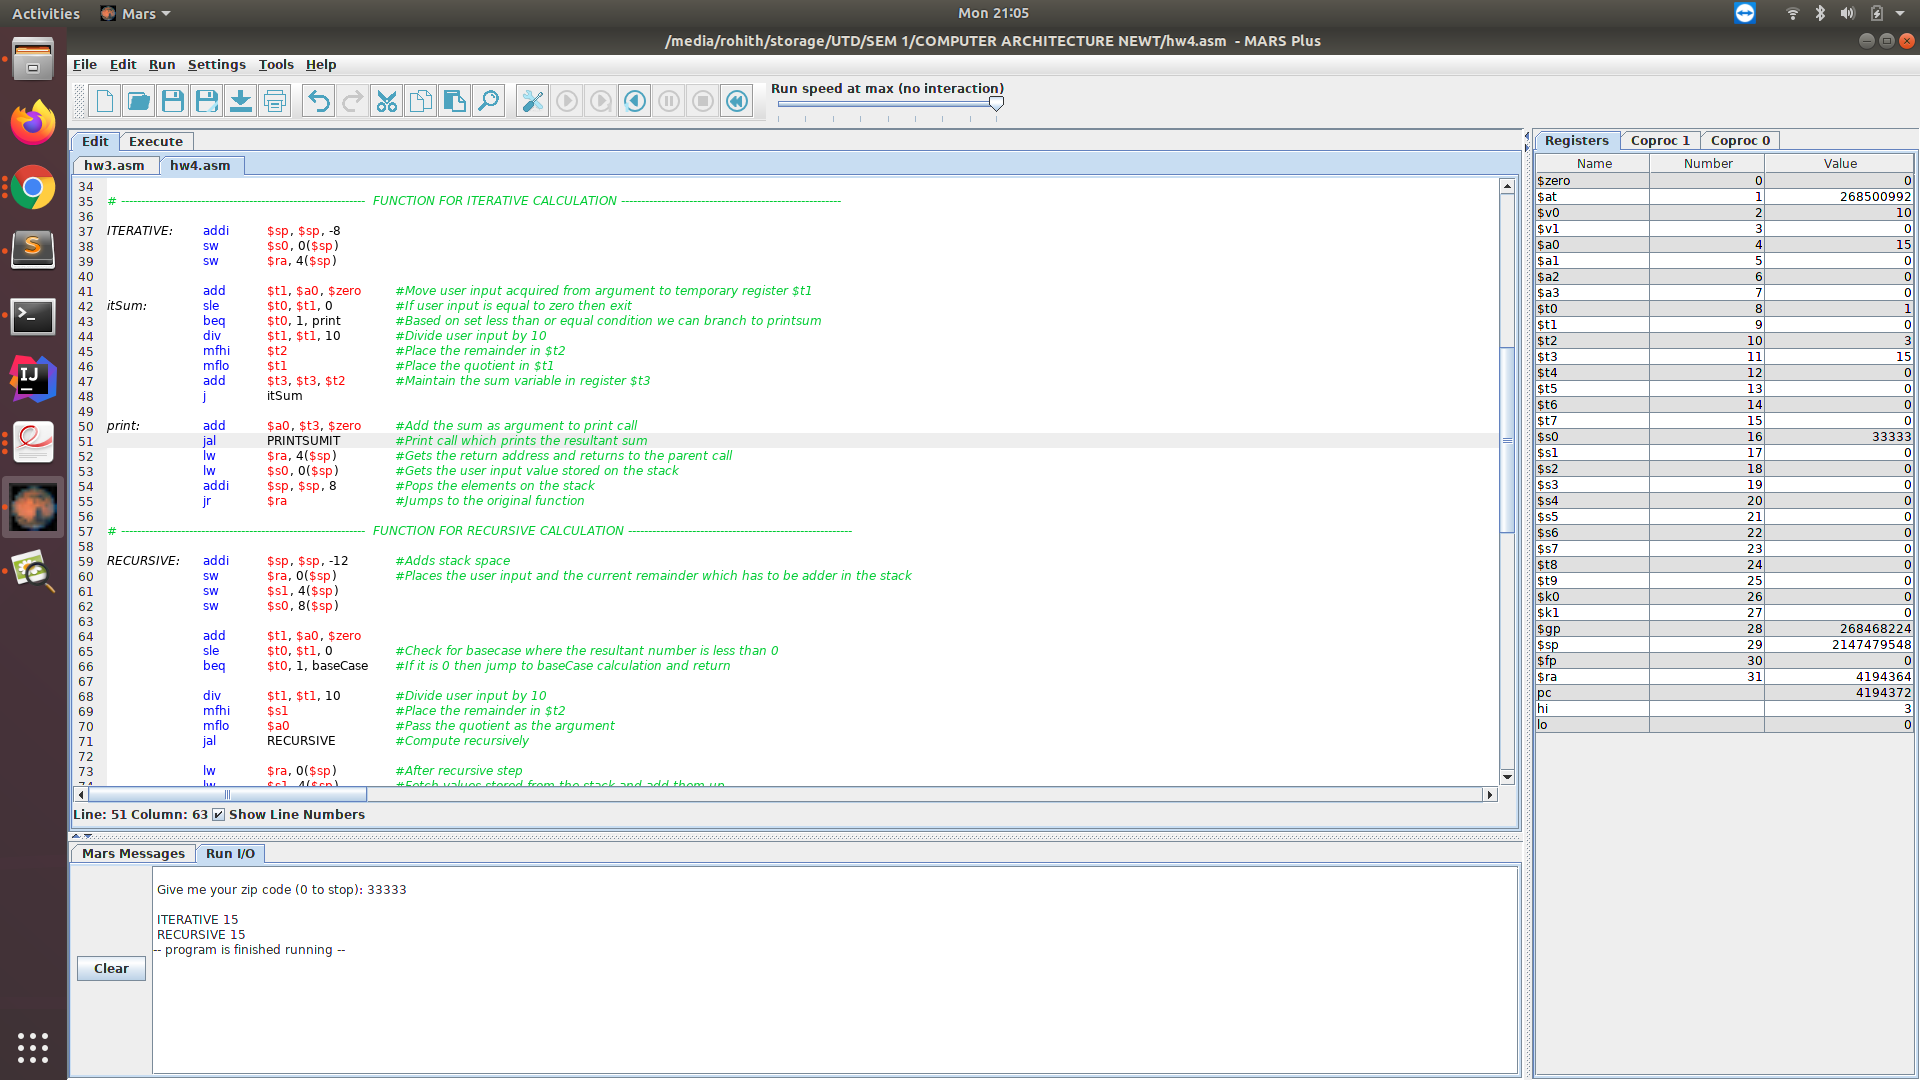 Activities Mars Mon 21:05
/media/rohith/storage/UTD/SEM 1/COMPUTER ARCHITECTURE NEWT/hw4.asm - MARS Plus
File Edit Run Settings Tools Help
Run speed at max (no interaction)
Edit Execute
hw3.asm hw4.asm
34
35 # ------------------------------------------------------------- FUNCTION FOR ITERATIVE CALCULATION -------------------------------------------------------
36
37 ITERATIVE: addi $sp, $sp, -8
38 sw $s0, 0($sp)
39 sw $ra, 4($sp)
40
41 add $t1, $a0, $zero #Move user input acquired from argument to temporary register $t1
42 itSum: sle $t0, $t1, 0 #If user input is equal to zero then exit
43 beq $t0, 1, print #Based on set less than or equal condition we can branch to printsum
44 div $t1, $t1, 10 #Divide user input by 10
45 mfhi $t2 #Place the remainder in $t2
46 mflo $t1 #Place the quotient in $t1
47 add $t3, $t3, $t2 #Maintain the sum variable in register $t3
48 j itSum
49
50 print: add $a0, $t3, $zero #Add the sum as argument to print call
51 jal PRINTSUMIT #Print call which prints the resultant sum
52 lw $ra, 4($sp) #Gets the return address and returns to the parent call
53 lw $s0, 0($sp) #Gets the user input value stored on the stack
54 addi $sp, $sp, 8 #Pops the elements on the stack
55 jr $ra #Jumps to the original function
56
57 # ------------------------------------------------------------- FUNCTION FOR RECURSIVE CALCULATION --------------------------------------------------------
58
59 RECURSIVE: addi $sp, $sp, -12 #Adds stack space
60 sw $ra, 0($sp) #Places the user input and the current remainder which has to be adder in the stack
61 sw $s1, 4($sp)
62 sw $s0, 8($sp)
63
64 add $t1, $a0, $zero
65 sle $t0, $t1, 0 #Check for basecase where the resultant number is less than 0
66 beq $t0, 1, baseCase #If it is 0 then jump to baseCase calculation and return
67
68 div $t1, $t1, 10 #Divide user input by 10
69 mfhi $s1 #Place the remainder in $t2
70 mflo $a0 #Pass the quotient as the argument
71 jal RECURSIVE #Compute recursively
72
73 lw $ra, 0($sp) #After recursive step
74 lw $s1, 4($sp) #Fetch values stored from the stack and add them up
Line: 51 Column: 63 Show Line Numbers
Mars Messages Run I/O
Clear
Give me your zip code (0 to stop): 33333
ITERATIVE 15
RECURSIVE 15
-- program is finished running --
Registers Coproc 1 Coproc 0
Name Number Value
$zero 0 0
$at 1 268500992
$v0 2 10
$v1 3 0
$a0 4 15
$a1 5 0
$a2 6 0
$a3 7 0
$t0 8 1
$t1 9 0
$t2 10 3
$t3 11 15
$t4 12 0
$t5 13 0
$t6 14 0
$t7 15 0
$s0 16 33333
$s1 17 0
$s2 18 0
$s3 19 0
$s4 20 0
$s5 21 0
$s6 22 0
$s7 23 0
$t8 24 0
$t9 25 0
$k0 26 0
$k1 27 0
$gp 28 268468224
$sp 29 2147479548
$fp 30 0
$ra 31 4194364
pc 4194372
hi 3
lo 0